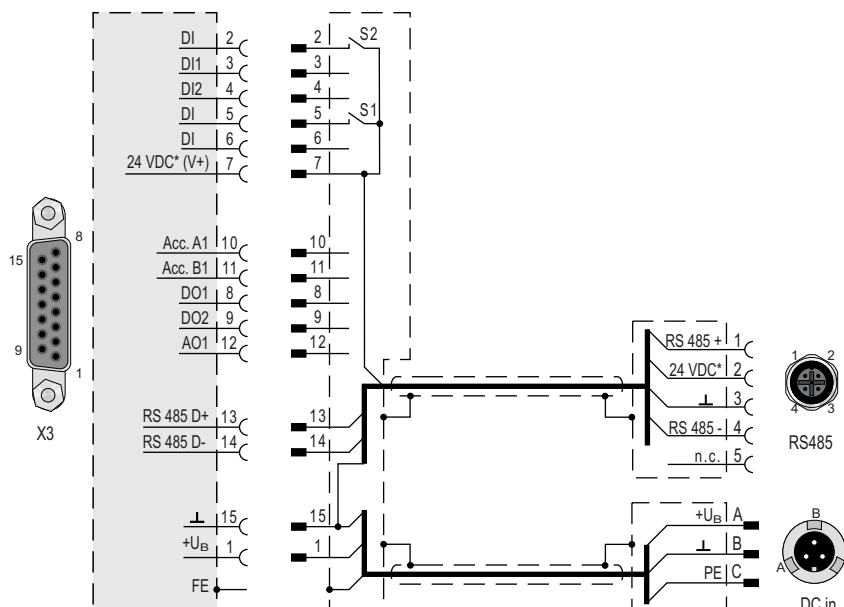 DI 2 2 S2
DI1 3 3
DI2 4 4
DI 5 5 S1
DI 6 6
24 VDC* (V+) 7 7
8
15
9
1
X3
Acc. A1 10 10
Acc. B1 11 11
DO1 8 8
DO2 9 9
AO1 12 12
RS 485 + 1
24 VDC* 2
⊥ 3
RS 485 - 4
n.c. 5
1 2
4 3
RS485
RS 485 D+ 13 13
RS 485 D- 14 14
⊥ 15 15
+UB 1 1
FE
+UB A
⊥ B
PE C
B
A
DC in